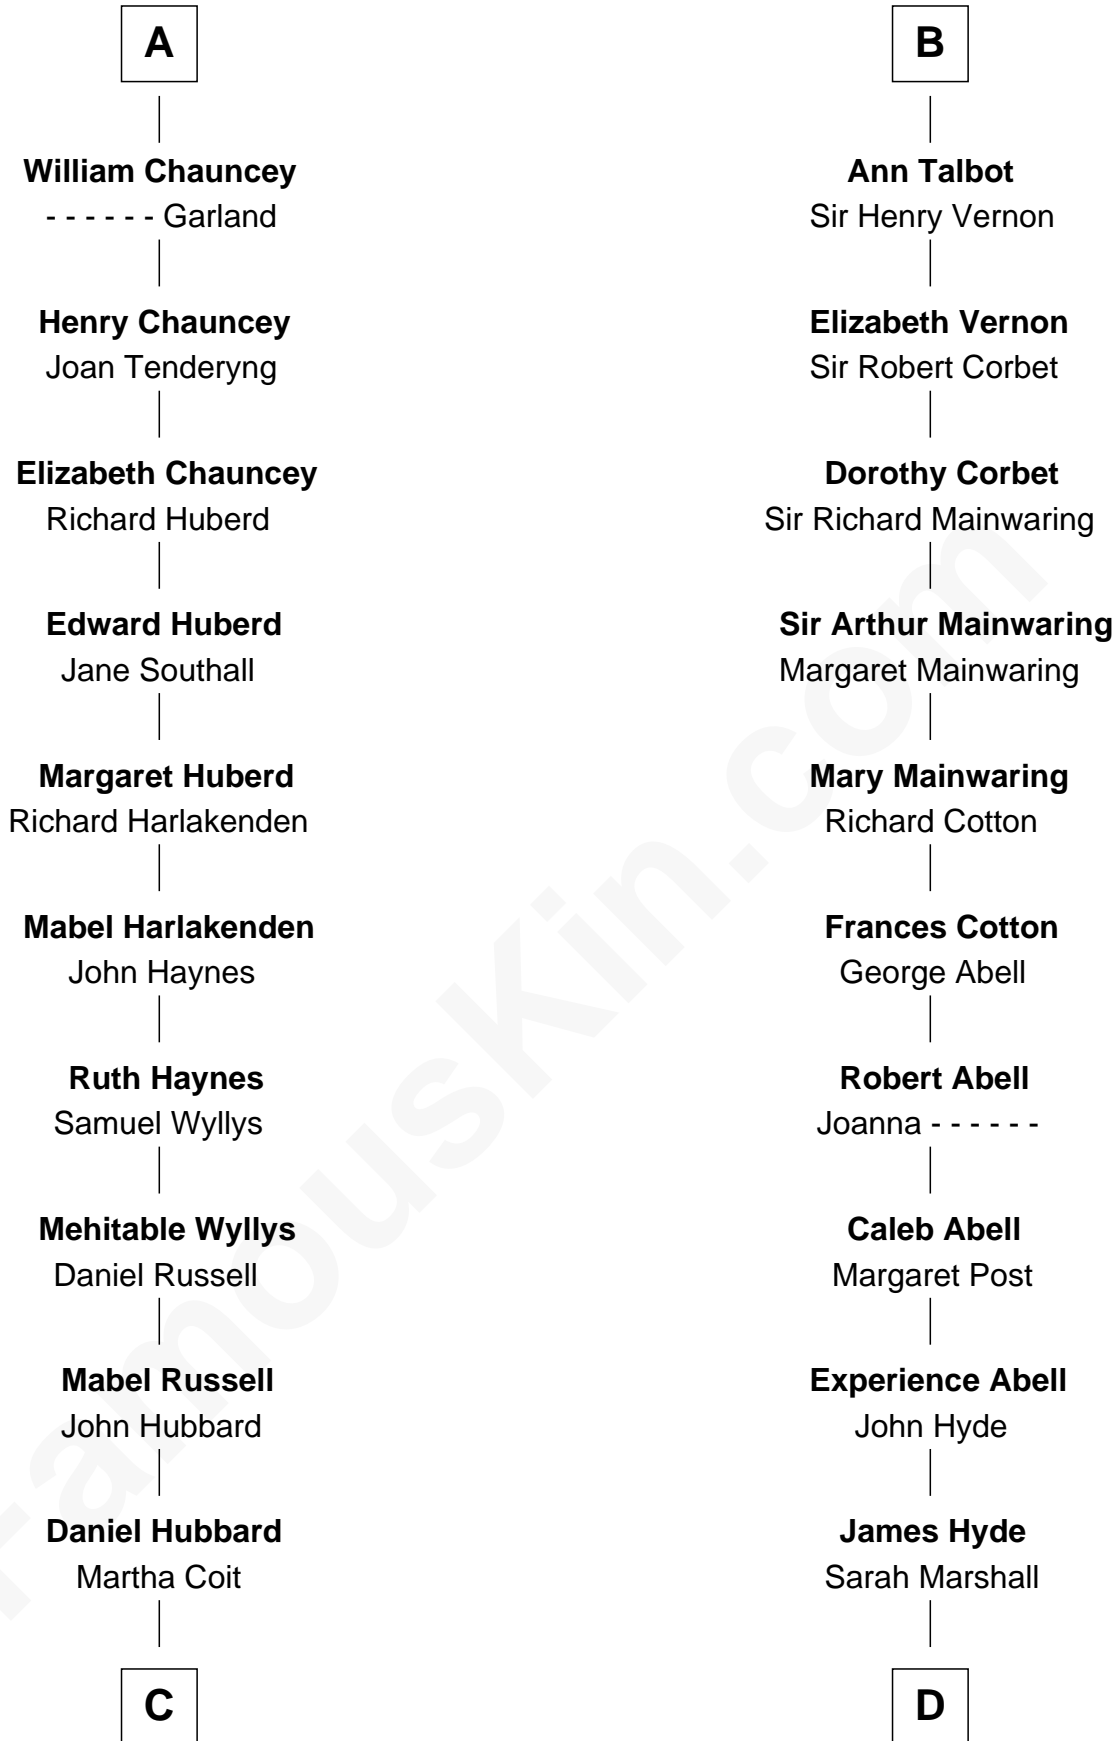 A
William Chauncey
- - - - - - Garland
Henry Chauncey
Joan Tenderyng
Elizabeth Chauncey
Richard Huberd
Edward Huberd
Jane Southall
Margaret Huberd
Richard Harlakenden
Mabel Harlakenden
John Haynes
Ruth Haynes
Samuel Wyllys
Mehitable Wyllys
Daniel Russell
Mabel Russell
John Hubbard
Daniel Hubbard
Martha Coit
C
B
Ann Talbot
Sir Henry Vernon
Elizabeth Vernon
Sir Robert Corbet
Dorothy Corbet
Sir Richard Mainwaring
Sir Arthur Mainwaring
Margaret Mainwaring
Mary Mainwaring
Richard Cotton
Frances Cotton
George Abell
Robert Abell
Joanna - - - - - -
Caleb Abell
Margaret Post
Experience Abell
John Hyde
James Hyde
Sarah Marshall
D
FamousKin.com